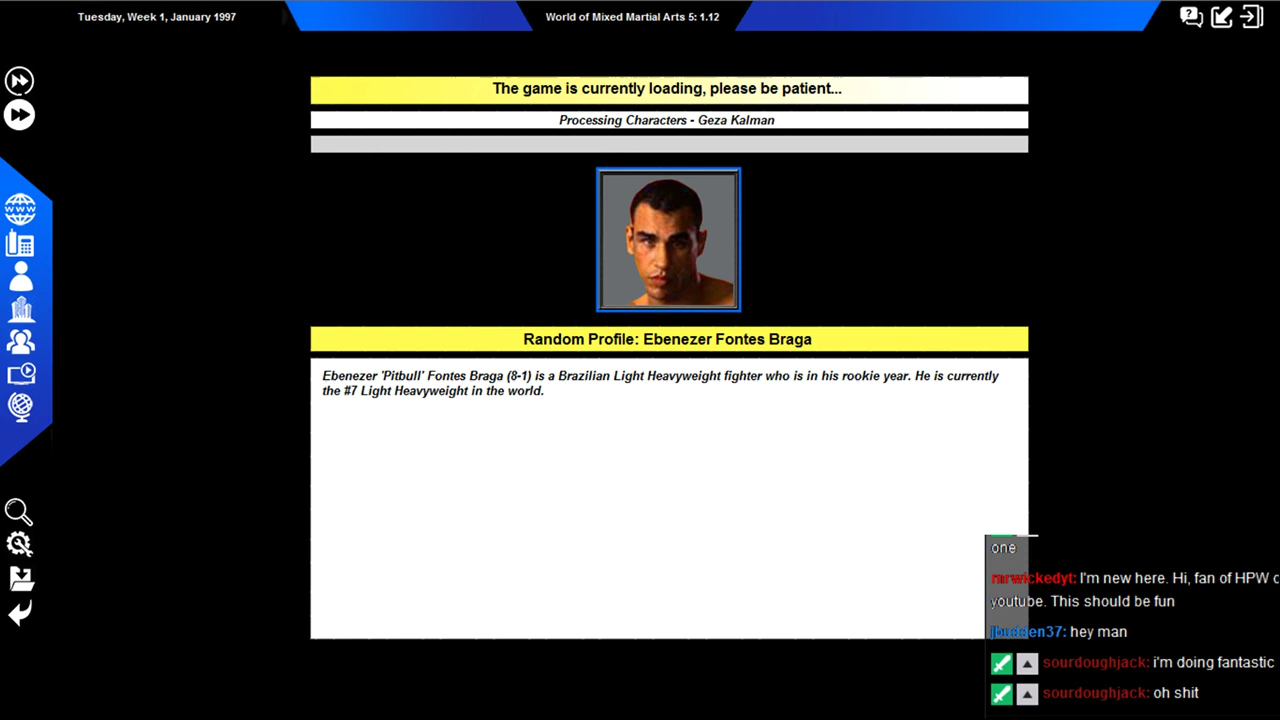 Tuesday, Week 1, January 1997
World of Mixed Martial Arts 5: 1.12
The game is currently loading, please be patient...
Processing Characters - Geza Kalman
www
Random Profile: Ebenezer Fontes Braga
Ebenezer 'Pitbull' Fontes Braga (8-1) is a Brazilian Light Heavyweight fighter who is in his rookie year. He is currently
the #7 Light Heavyweight in the world.
one
mrwickedyt: I'm new here. Hi, fan of HPW
youtube. This should be fun
jbudden37: hey man
sourdoughjack: i'm doing fantastic
sourdoughjack: oh shit